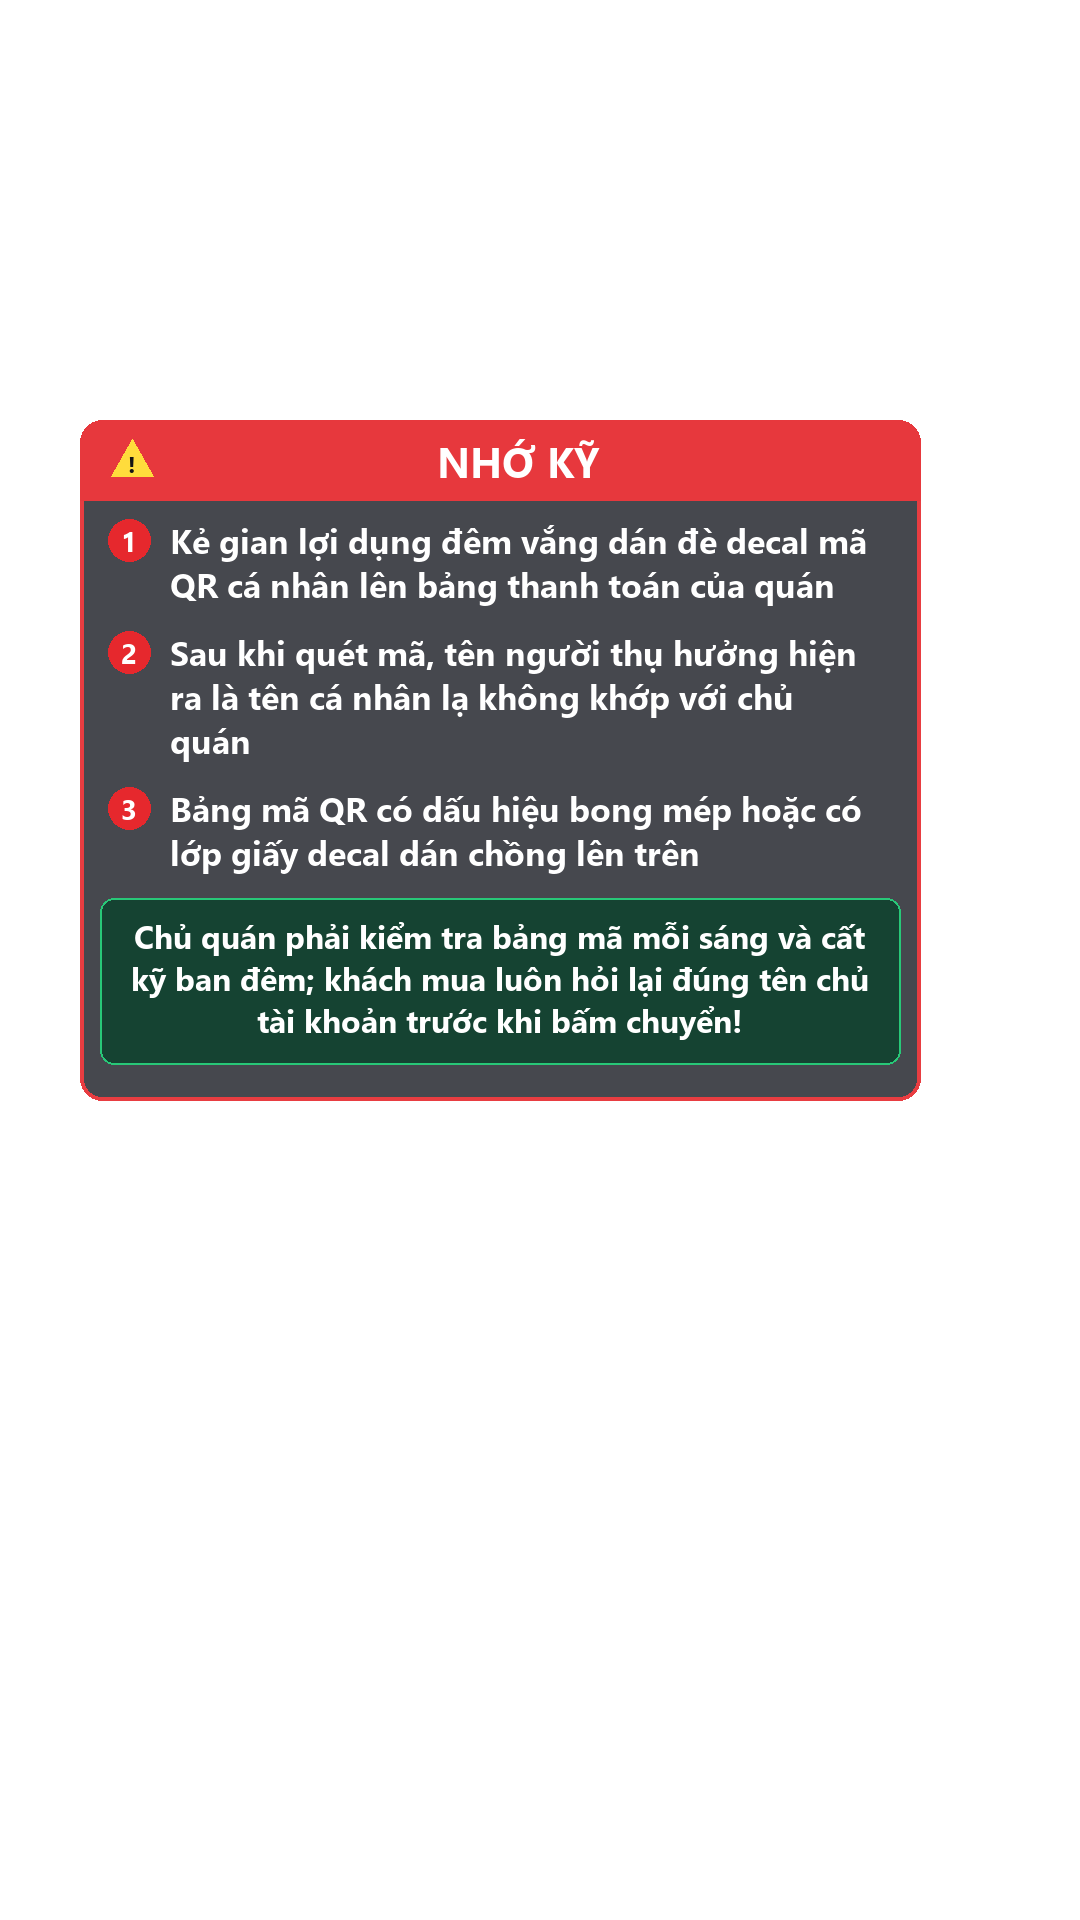 !
NHỚ KỸ
1 Kẻ gian lợi dụng đêm vắng dán đè decal mã
QR cá nhân lên bảng thanh toán của quán
2 Sau khi quét mã, tên người thụ hưởng hiện
ra là tên cá nhân lạ không khớp với chủ
quán
3 Bảng mã QR có dấu hiệu bong mép hoặc có
lớp giấy decal dán chồng lên trên
Chủ quán phải kiểm tra bảng mã mỗi sáng và cất
kỹ ban đêm; khách mua luôn hỏi lại đúng tên chủ
tài khoản trước khi bấm chuyển!